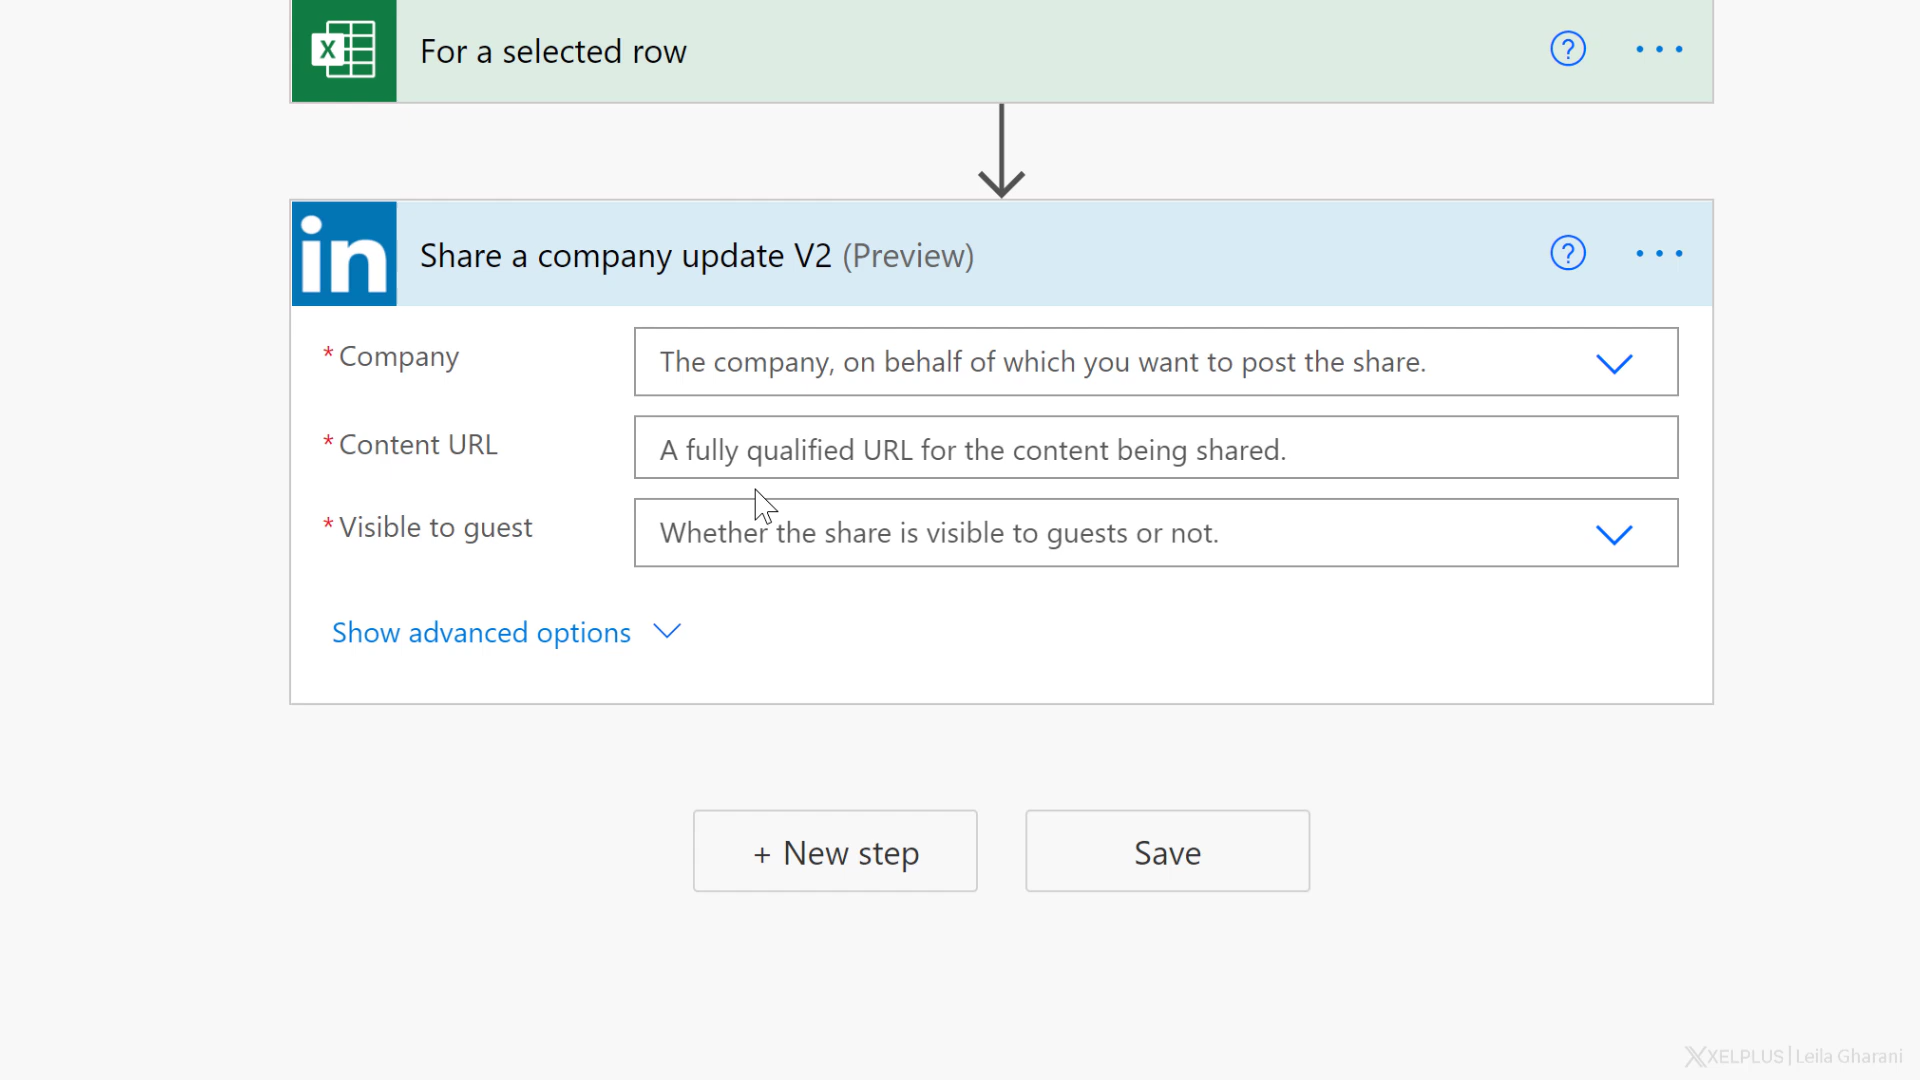 For a selected row
Share a company update V2 (Preview)
* Company
The company, on behalf of which you want to post the share.
* Content URL
A fully qualified URL for the content being shared.
* Visible to guest
Whether the share is visible to guests or not.
Show advanced options
+ New step
Save
XELPLUS | Leila Gharani